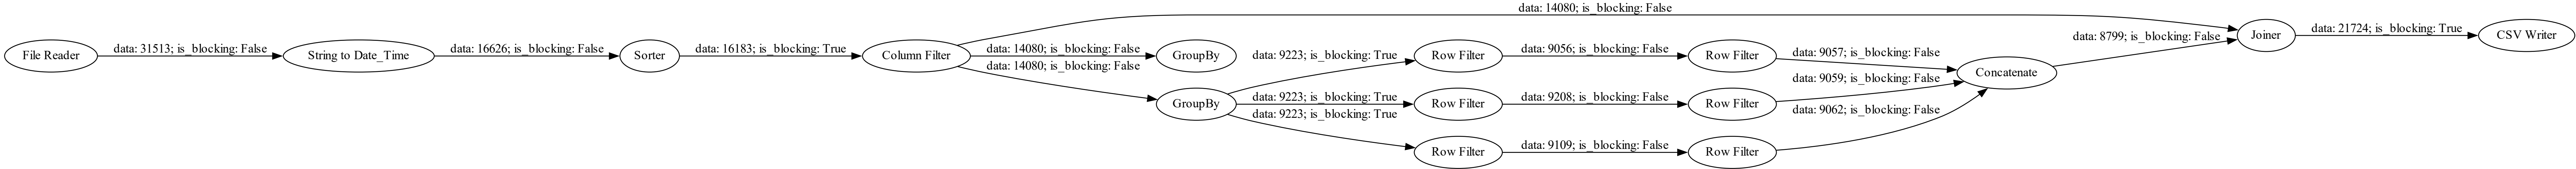 data: 14080; is_blocking: False
File Reader
data: 31513; is_blocking: False
String to Date_Time
data: 16626; is_blocking: False
Sorter
data: 16183; is_blocking: True
Column Filter
data: 14080; is_blocking: False
GroupBy
data: 14080; is_blocking: False
GroupBy
data: 9223; is_blocking: True
Row Filter
data: 9056; is_blocking: False
Row Filter
data: 9057; is_blocking: False
data: 9223; is_blocking: True
Row Filter
data: 9208; is_blocking: False
Row Filter
data: 9059; is_blocking: False
data: 9223; is_blocking: True
Row Filter
data: 9109; is_blocking: False
Row Filter
data: 9062; is_blocking: False
Concatenate
data: 8799; is_blocking: False
Joiner
data: 21724; is_blocking: True
CSV Writer